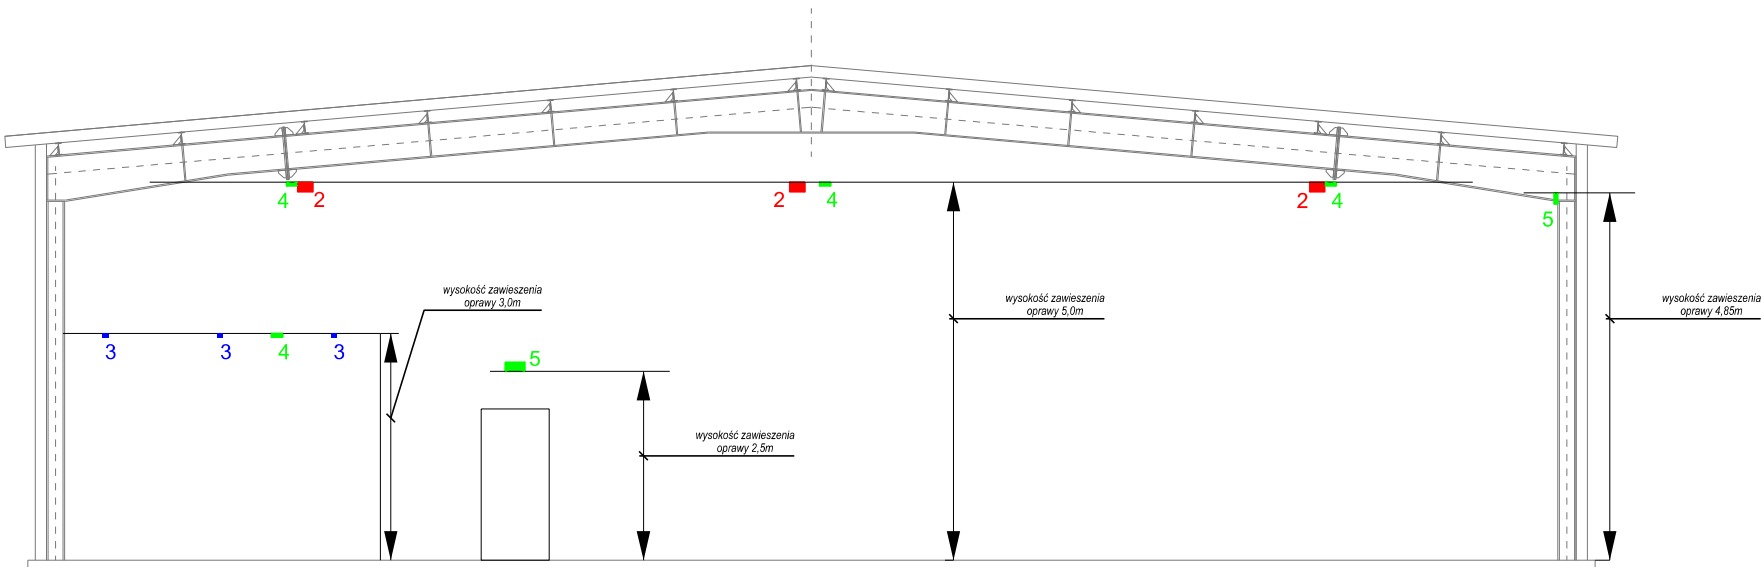 4 2
2 4
2 4
5
wysokość zawieszenia
oprawy 3,0m
wysokość zawieszenia
oprawy 5,0m
wysokość zawieszenia
oprawy 4,85m
3 3 4 3
5
wysokość zawieszenia
oprawy 2,5m